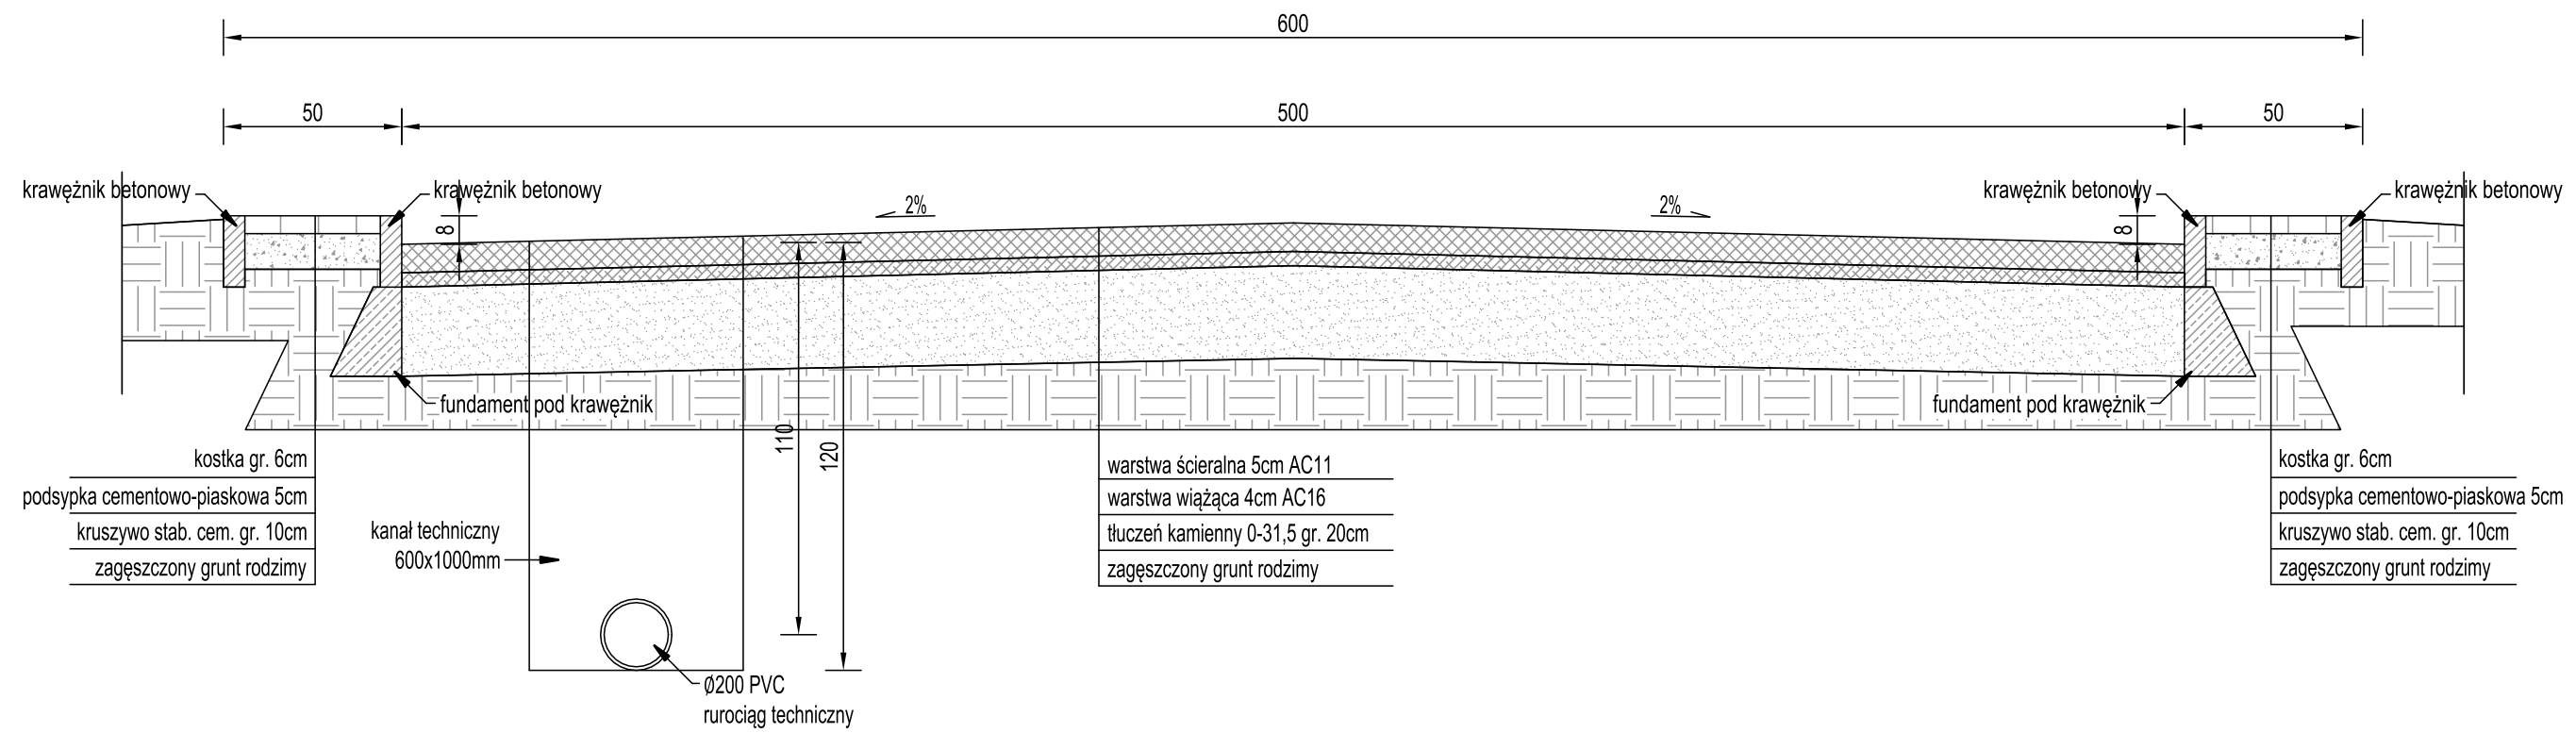 600
50
500
50
krawężnik betonowy
krawężnik betonowy
krawężnik betonowy
krawężnik betonowy
8
2%
2%
8
fundament pod krawężnik
fundament pod krawężnik
110
120
kostka gr. 6cm
podsypka cementowo-piaskowa 5cm
kruszywo stab. cem. gr. 10cm
zagęszczony grunt rodzimy
kanał techniczny
600x1000mm
warstwa ścieralna 5cm AC11
warstwa wiążąca 4cm AC16
tłuczeń kamienny 0-31,5 gr. 20cm
zagęszczony grunt rodzimy
kostka gr. 6cm
podsypka cementowo-piaskowa 5cm
kruszywo stab. cem. gr. 10cm
zagęszczony grunt rodzimy
Ø200 PVC
rurociąg techniczny